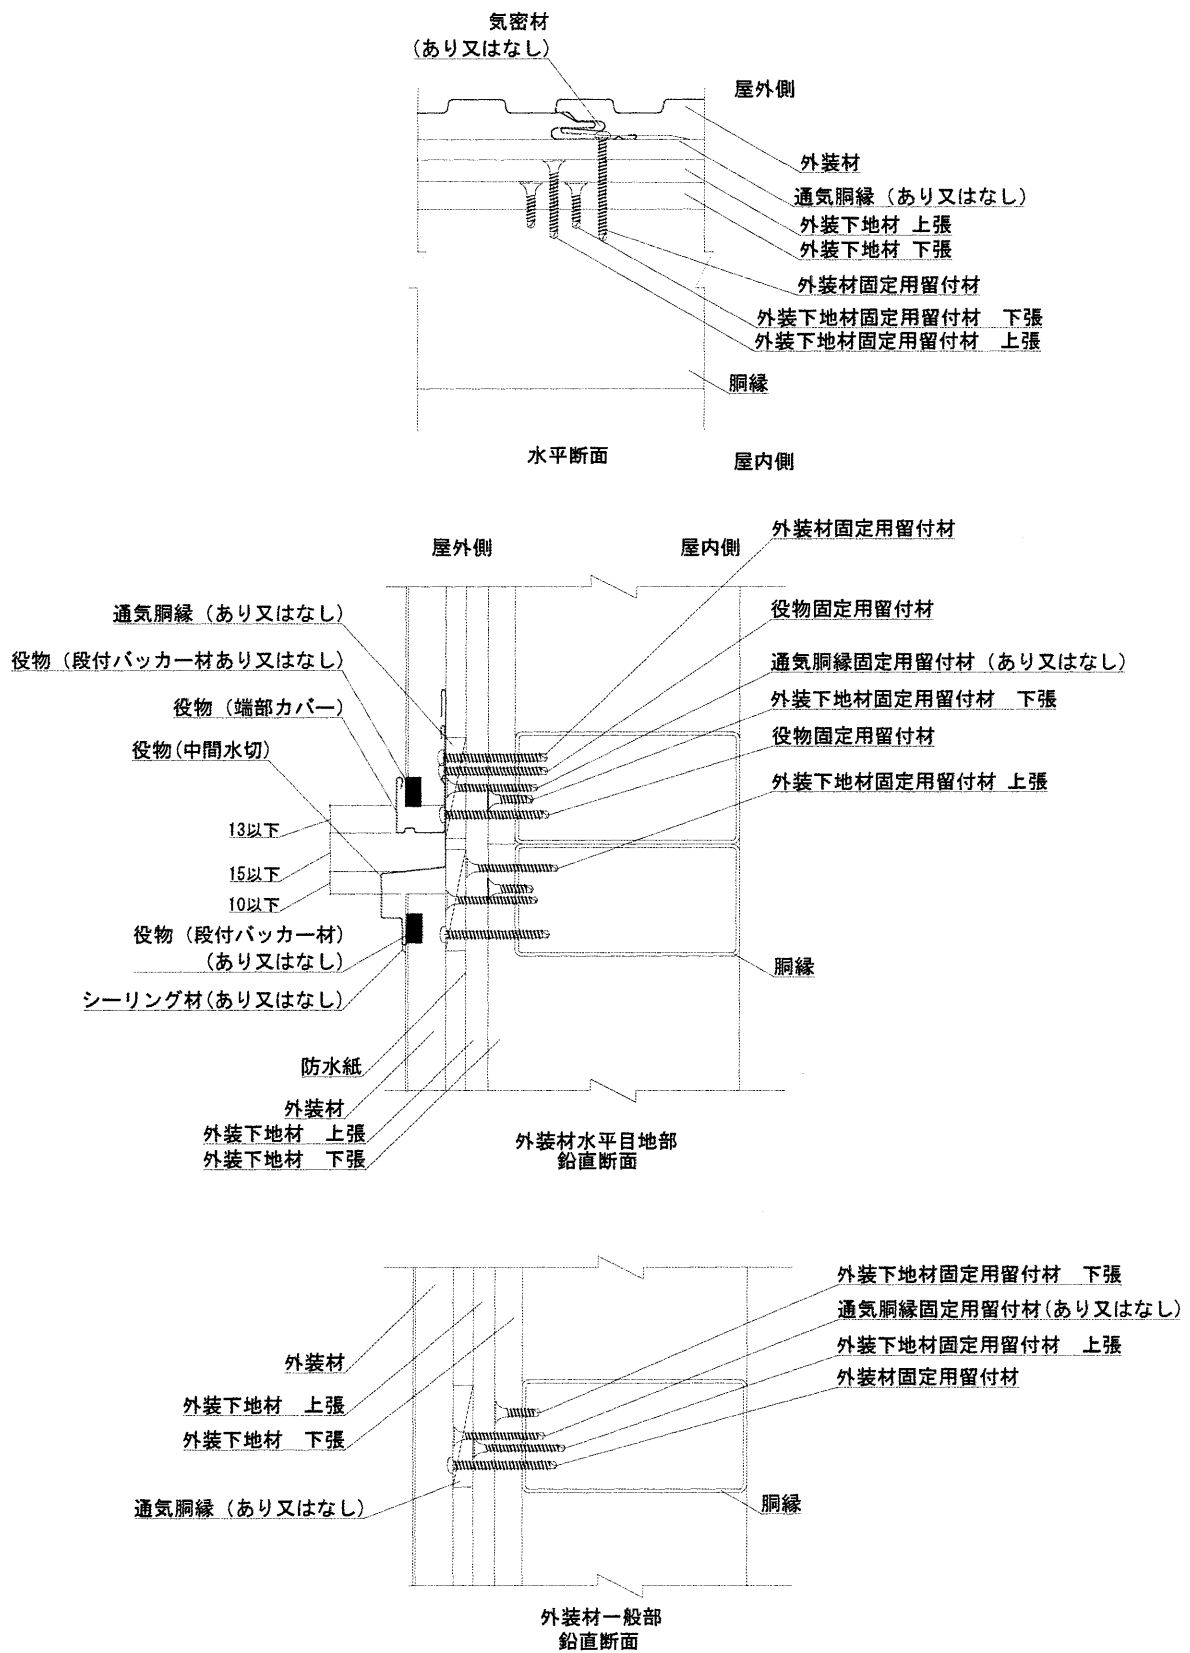 気密材
(あり又はなし)
屋外側
外装材
通気胴縁（あり又はなし）
外装下地材 上張
外装下地材 下張
外装材固定用留付材
外装下地材固定用留付材　下張
外装下地材固定用留付材　上張
胴縁
水平断面
屋内側
屋外側
屋内側
外装材固定用留付材
通気胴縁（あり又はなし）
役物固定用留付材
役物（段付バッカー材あり又はなし）
通気胴縁固定用留付材（あり又はなし）
外装下地材固定用留付材　下張
役物（端部カバー）
役物固定用留付材
役物(中間水切)
外装下地材固定用留付材 上張
13以下
15以下
10以下
役物（段付バッカー材）
（あり又はなし）
胴縁
シーリング材(あり又はなし)
防水紙
外装材
外装下地材　上張
外装下地材　下張
外装材水平目地部
鉛直断面
外装下地材固定用留付材　下張
通気胴縁固定用留付材(あり又はなし)
外装下地材固定用留付材　上張
外装材
外装材固定用留付材
外装下地材　上張
外装下地材　下張
通気胴縁（あり又はなし）
胴縁
外装材一般部
鉛直断面